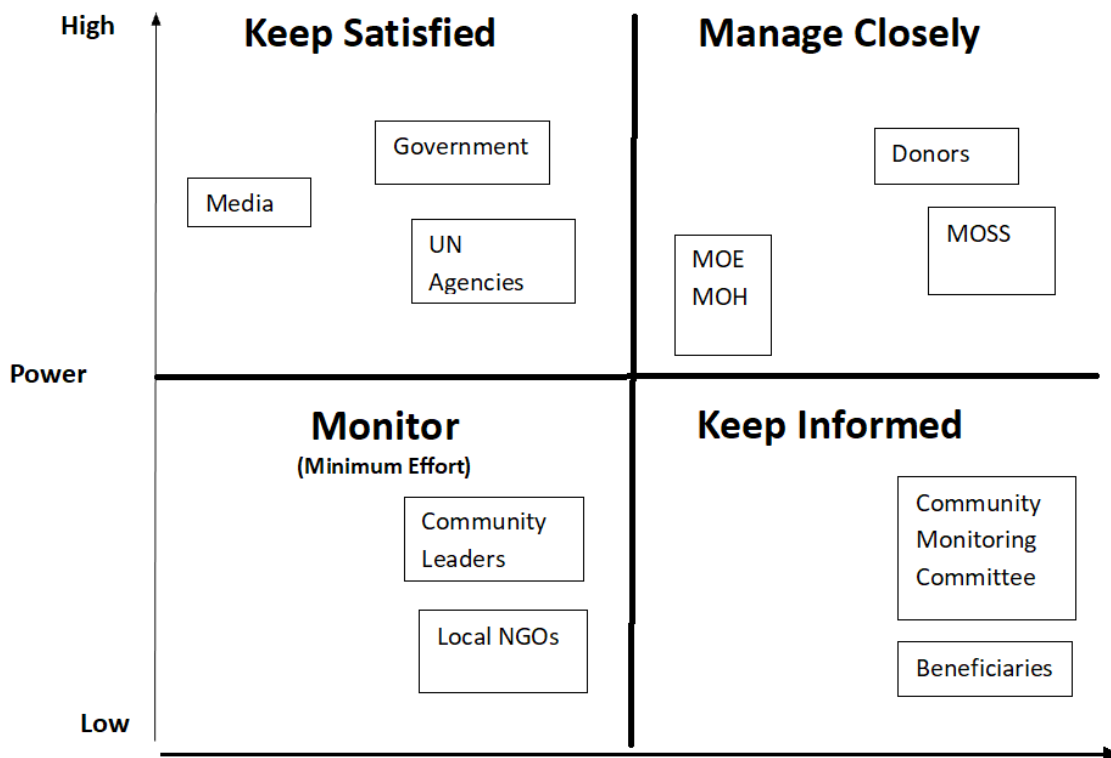 High
Keep Satisfied
Manage Closely
Government
Donors
Media
MOSS
UN
Agencies
MOE
MOH
Power
Monitor
(Minimum Effort)
Keep Informed
Community
Leaders
Community
Monitoring
Committee
Local NGOs
Beneficiaries
Low